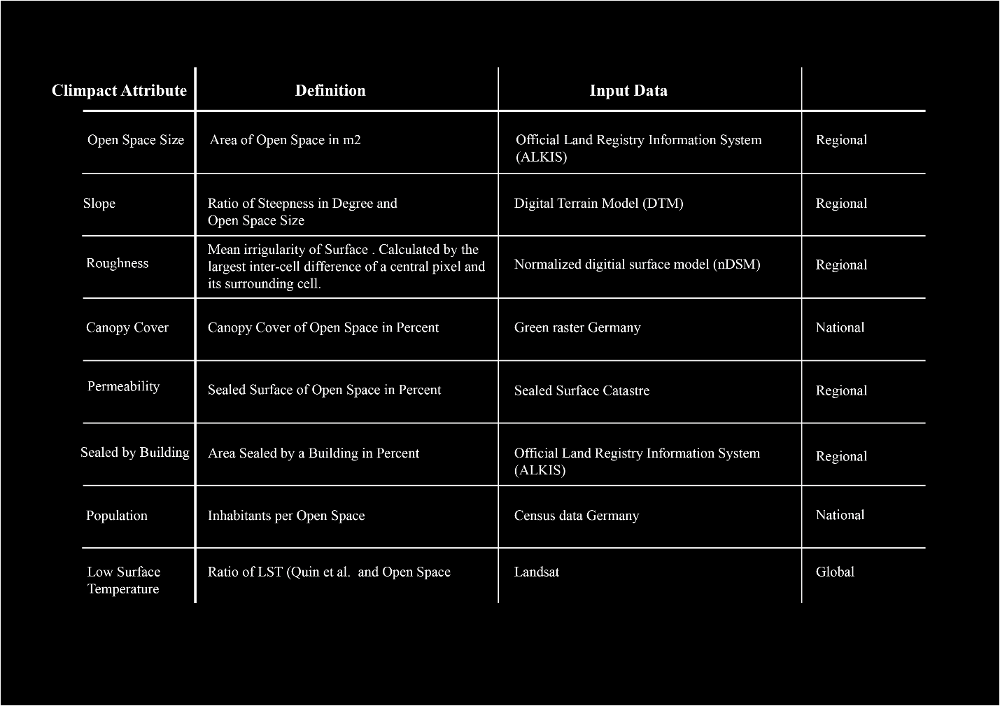 Climpact Attribute
Definition
Input Data
Open Space Size
Area of Open Space in m2
Official Land Registry Information System
(ALKIS)
Regional
Slope
Ratio of Steepness in Degree and
Open Space Size
Digital Terrain Model (DTM)
Regional
Roughness
Mean irrigularity of Surface . Calculated by the
largest inter-cell difference of a central pixel and
its surrounding cell.
Normalized digitial surface model (nDSM)
Regional
Canopy Cover
Canopy Cover of Open Space in Percent
Green raster Germany
National
Permeability
Sealed Surface of Open Space in Percent
Sealed Surface Catastre
Regional
Sealed by Building
Area Sealed by a Building in Percent
Official Land Registry Information System
(ALKIS)
Regional
Population
Inhabitants per Open Space
Census data Germany
National
Low Surface
Temperature
Ratio of LST (Quin et al.  and Open Space
Landsat
Global